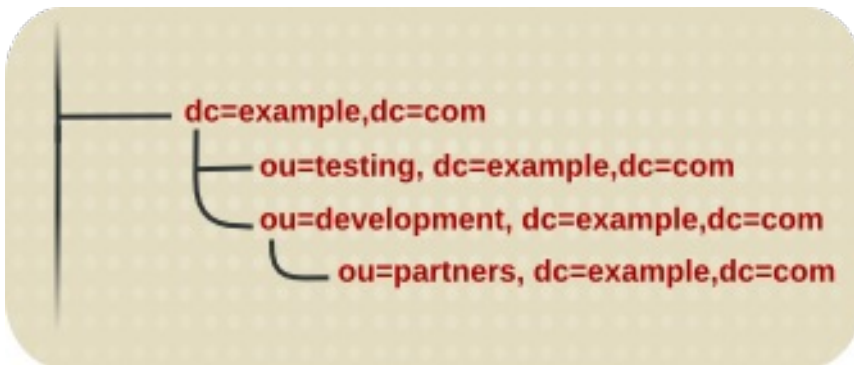 dc=example,dc=com
ou=testing, dc=example,dc=com
ou=development, dc=example,dc=com
ou=partners, dc=example,dc=com